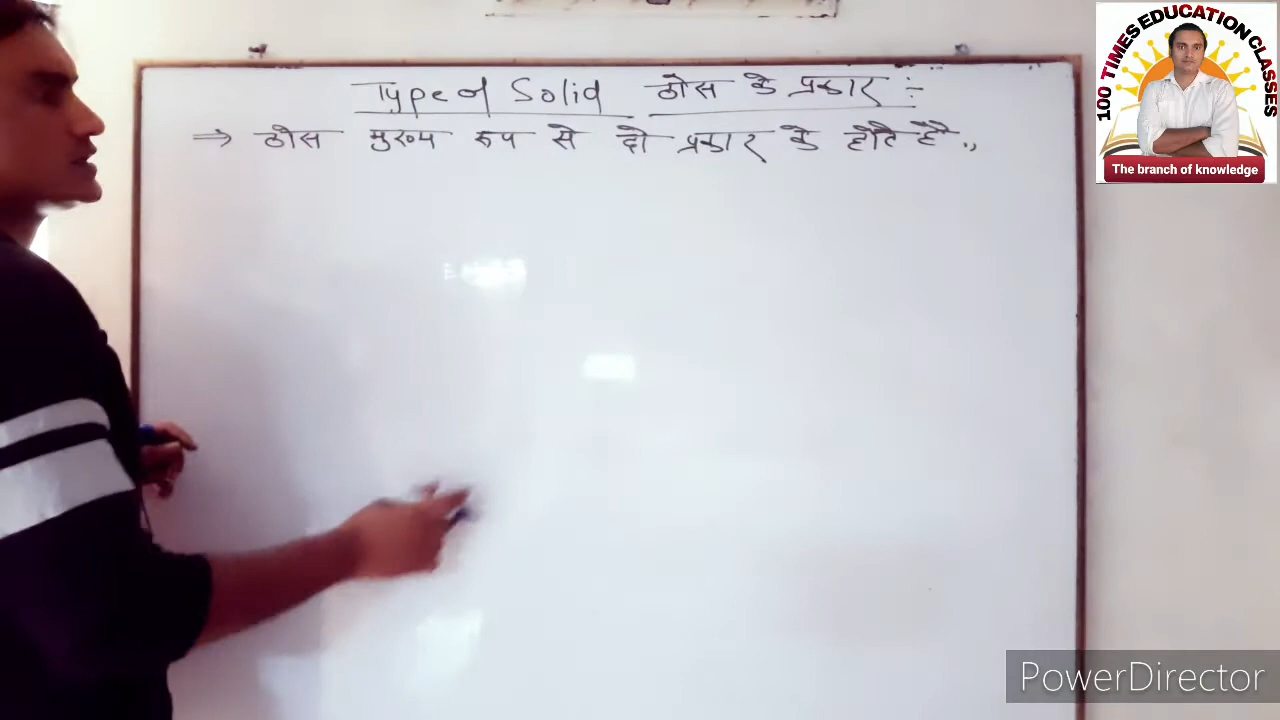 Type of Solid ठोस के प्रकार :-
⇒ ठोस मुख्य रूप से दो प्रकार के होते है.,
100 TIMES EDUCATION CLASSES
The branch of knowledge
PowerDirector